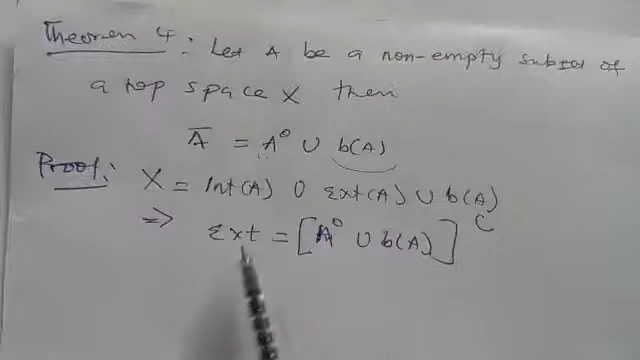 Theorem 4: Let A be a non-empty subset of
a top space X then
A̅ = A° ∪ b(A)
Proof: X = Int(A) ∪ Ext(A) ∪ b(A)
=> Ext = [A° ∪ b(A)]ᶜ